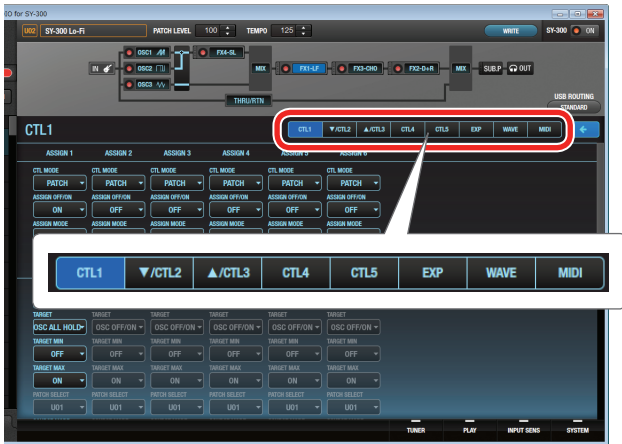 IO for SY-300
U02 SY-300 Lo-Fi PATCH LEVEL 100 TEMPO 125 WRITE SY-300 ON
OSC1 FX4-SL
IN OSC2 MIX FX1-LF FX3-CHO FX2-D+R MIX SUB.P OUT
OSC3
THRU/RTN
USB ROUTING
STANDARD
CTL1 CTL1 ▼/CTL2 ▲/CTL3 CTL4 CTL5 EXP WAVE MIDI
ASSIGN 1 ASSIGN 2 ASSIGN 3 ASSIGN 4 ASSIGN 5 ASSIGN 6
CTL MODE CTL MODE CTL MODE CTL MODE CTL MODE CTL MODE
PATCH PATCH PATCH PATCH PATCH PATCH
ASSIGN OFF/ON ASSIGN OFF/ON ASSIGN OFF/ON ASSIGN OFF/ON ASSIGN OFF/ON ASSIGN OFF/ON
ON OFF OFF OFF OFF OFF
ASSIGN MODE ASSIGN MODE ASSIGN MODE ASSIGN MODE ASSIGN MODE ASSIGN MODE
CTL1 ▼/CTL2 ▲/CTL3 CTL4 CTL5 EXP WAVE MIDI
TARGET TARGET TARGET TARGET TARGET TARGET
OSC ALL HOLD OSC OFF/ON OSC OFF/ON OSC OFF/ON OSC OFF/ON OSC OFF/ON
TARGET MIN TARGET MIN TARGET MIN TARGET MIN TARGET MIN TARGET MIN
OFF OFF OFF OFF OFF OFF
TARGET MAX TARGET MAX TARGET MAX TARGET MAX TARGET MAX TARGET MAX
ON ON ON ON ON ON
PATCH SELECT PATCH SELECT PATCH SELECT PATCH SELECT PATCH SELECT PATCH SELECT
U01 U01 U01 U01 U01 U01
TUNER PLAY INPUT SENS SYSTEM